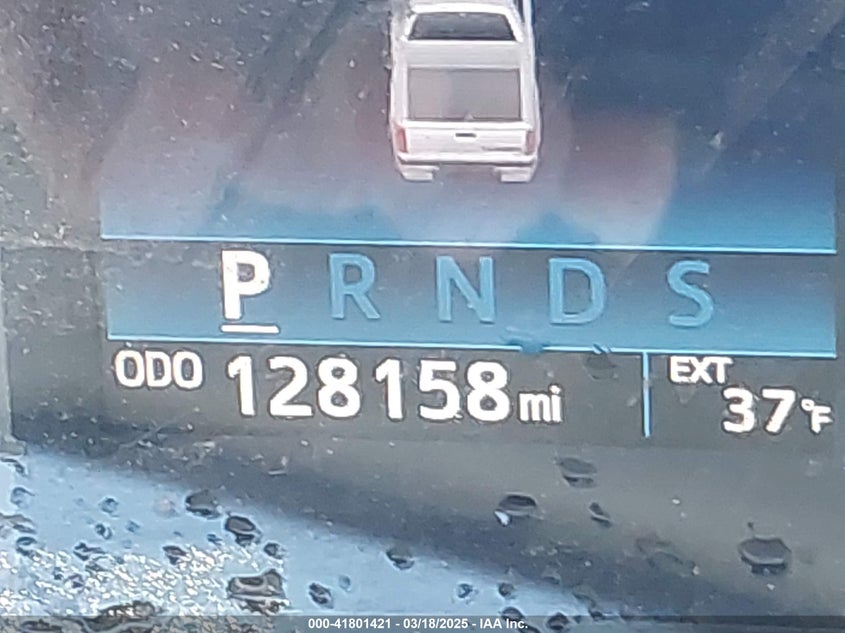 P R N D S
ODO 128158 mi EXT
37°F
000-41801421 - 03/18/2025 - IAA Inc.